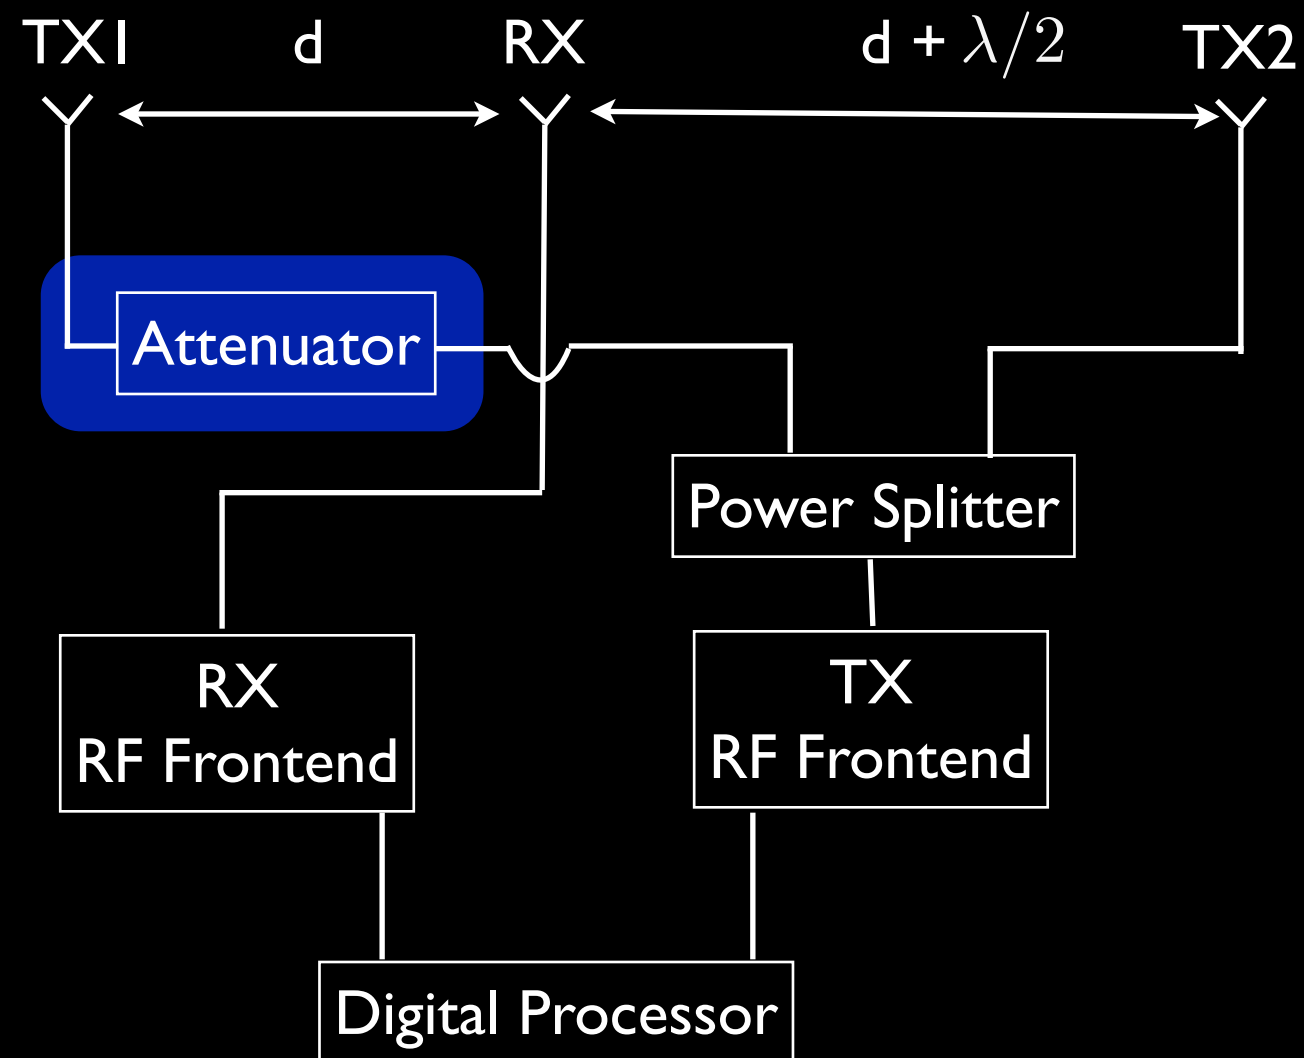 TX1 d RX d + λ/2 TX2
Attenuator
Power Splitter
RX
RF Frontend
TX
RF Frontend
Digital Processor